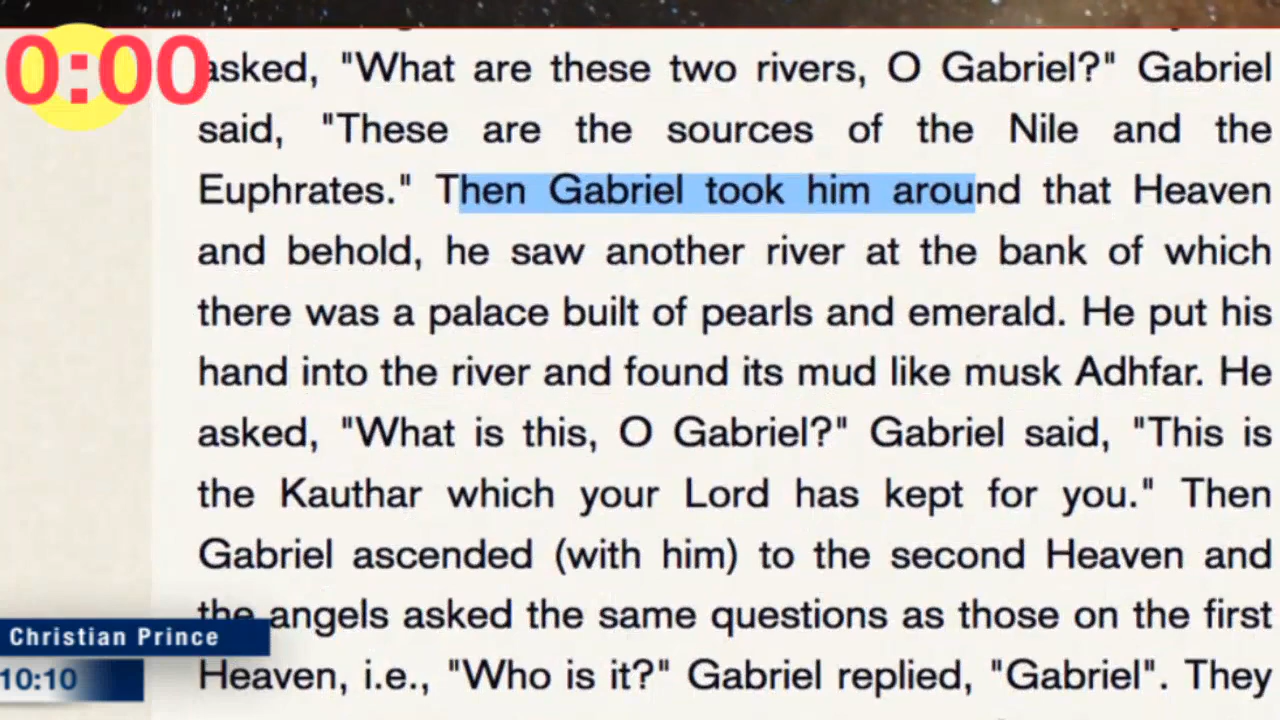 0:00
asked, "What are these two rivers, O Gabriel?" Gabriel
said, "These are the sources of the Nile and the
Euphrates." Then Gabriel took him around that Heaven
and behold, he saw another river at the bank of which
there was a palace built of pearls and emerald. He put his
hand into the river and found its mud like musk Adhfar. He
asked, "What is this, O Gabriel?" Gabriel said, "This is
the Kauthar which your Lord has kept for you." Then
Gabriel ascended (with him) to the second Heaven and
the angels asked the same questions as those on the first
Heaven, i.e., "Who is it?" Gabriel replied, "Gabriel". They
Christian Prince
10:10